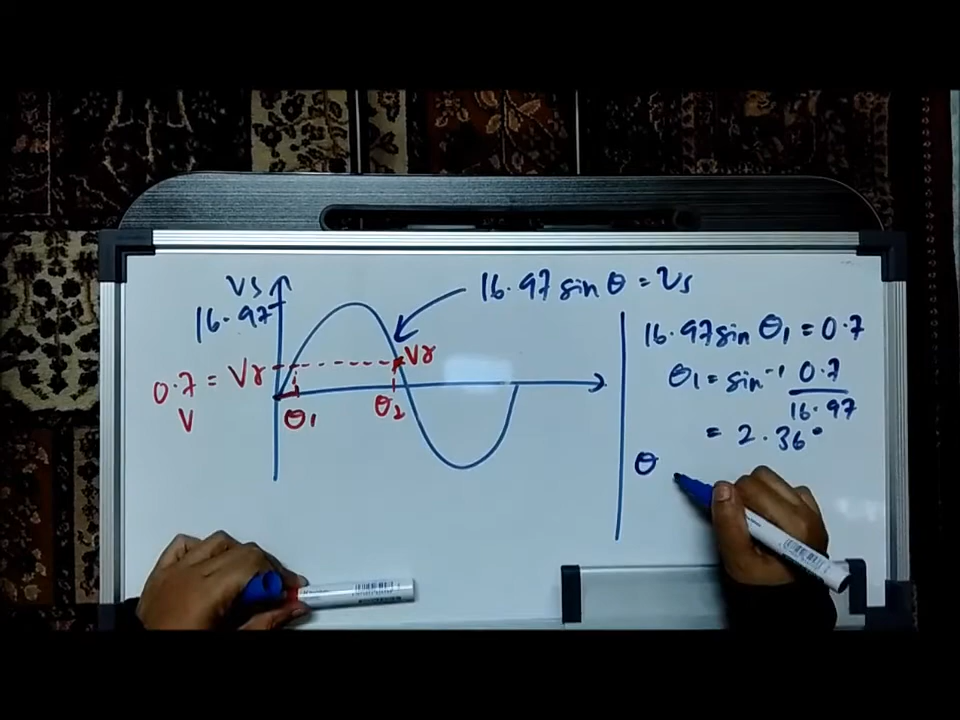 vs
16.97
16.97 sin θ = vs
Vγ
0.7 = Vγ
V
θ1
θ2
16.97 sin θ1 = 0.7
θ1 = sin⁻¹ 0.7
16.97
= 2.36°
θ